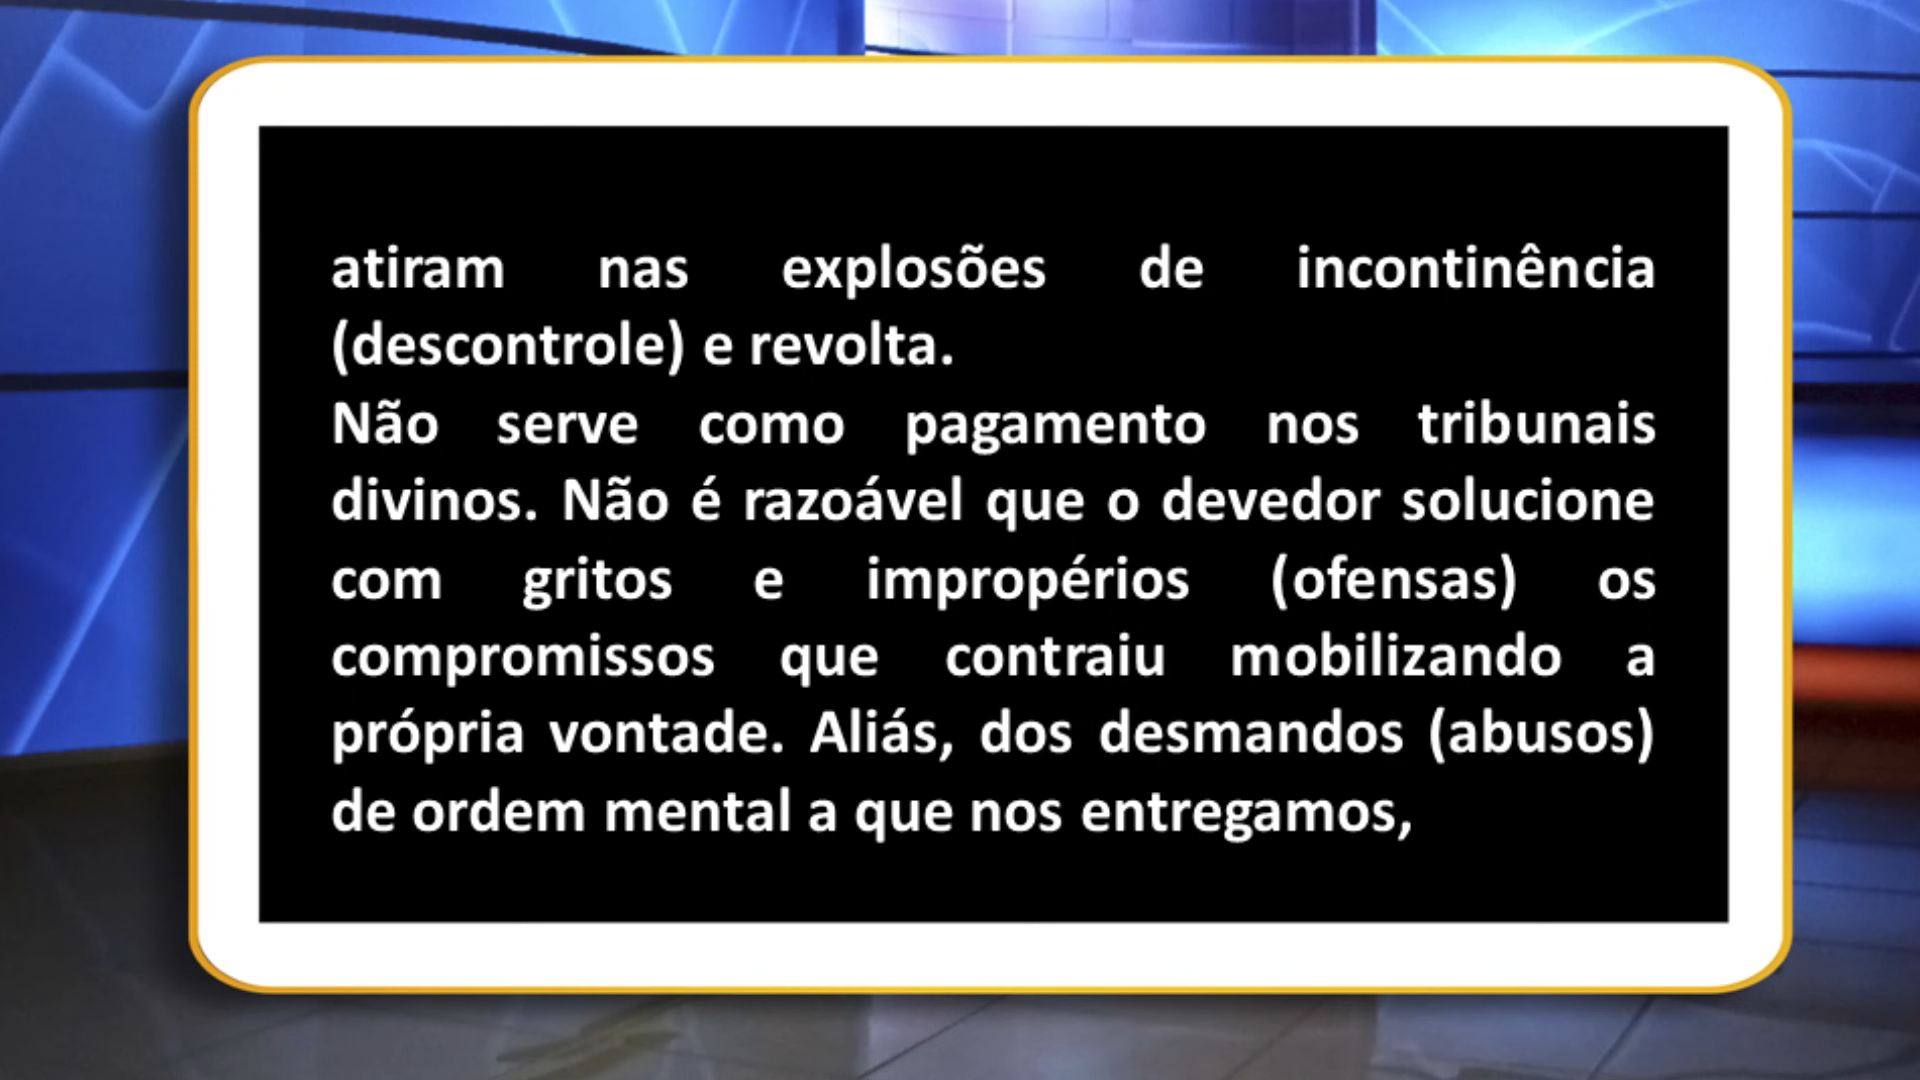 atiram nas explosões de incontinência
(descontrole) e revolta.
Não serve como pagamento nos tribunais
divinos. Não é razoável que o devedor solucione
com gritos e impropérios (ofensas) os
compromissos que contraiu mobilizando a
própria vontade. Aliás, dos desmandos (abusos)
de ordem mental a que nos entregamos,